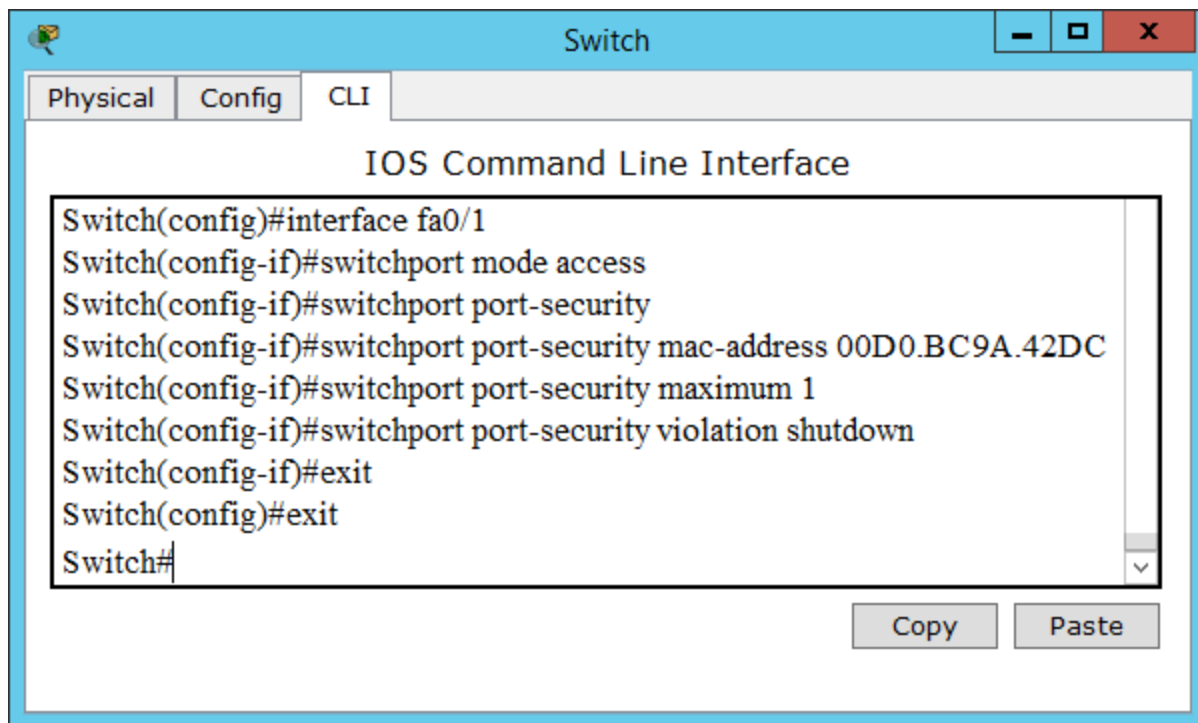 Switch
x
Physical Config CLI
IOS Command Line Interface
Switch(config)#interface fa0/1
Switch(config-if)#switchport mode access
Switch(config-if)#switchport port-security
Switch(config-if)#switchport port-security mac-address 00D0.BC9A.42DC
Switch(config-if)#switchport port-security maximum 1
Switch(config-if)#switchport port-security violation shutdown
Switch(config-if)#exit
Switch(config)#exit
Switch#
Copy Paste